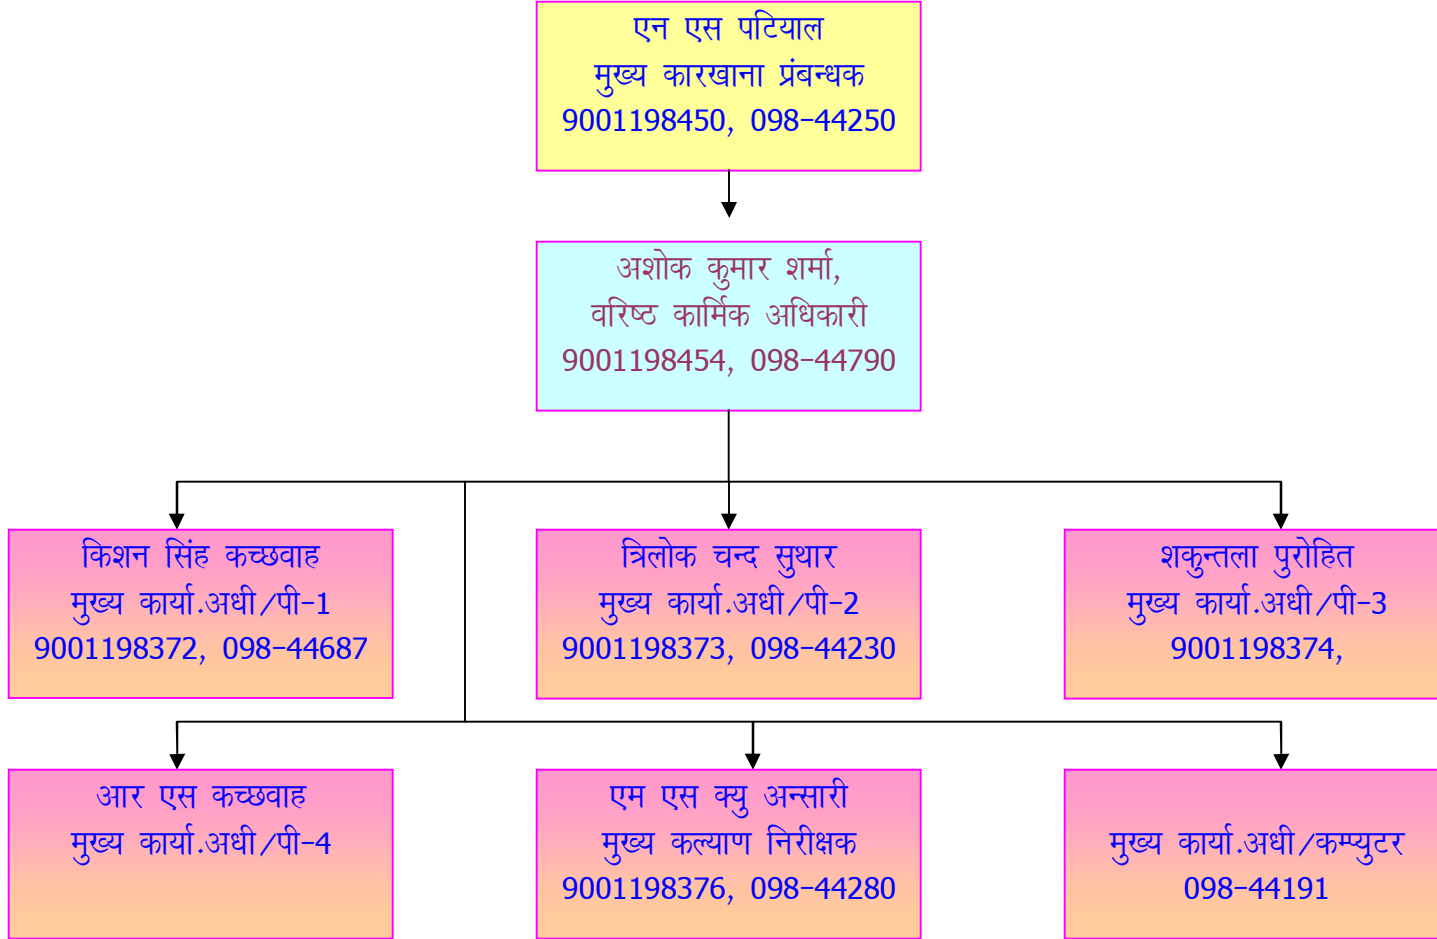 एन एस पटियाल
मुख्य कारखाना प्रंबन्धक
9001198450, 098-44250
अशोक कुमार शर्मा,
वरिष्ठ कार्मिक अधिकारी
9001198454, 098-44790
किशन सिंह कच्छवाह
मुख्य कार्या.अधी/पी-1
9001198372, 098-44687
त्रिलोक चन्द सुथार
मुख्य कार्या.अधी/पी-2
9001198373, 098-44230
शकुन्तला पुरोहित
मुख्य कार्या.अधी/पी-3
9001198374,
आर एस कच्छवाह
मुख्य कार्या.अधी/पी-4
एम एस क्यु अन्सारी
मुख्य कल्याण निरीक्षक
9001198376, 098-44280
मुख्य कार्या.अधी/कम्प्युटर
098-44191